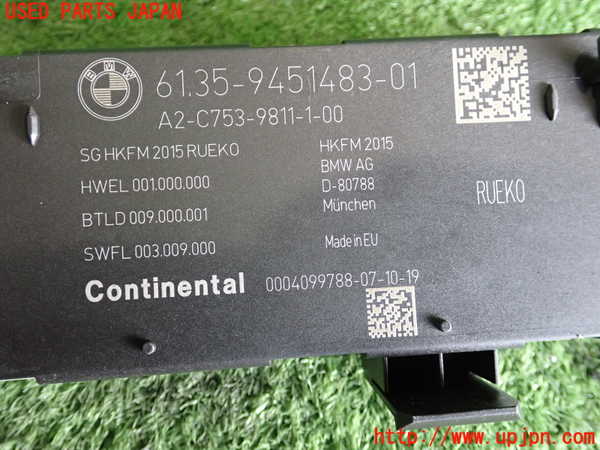 USED PARTS JAPAN
BMW
61.35-9451483-01
A2-C753-9811-1-00
SG HKFM 2015 RUEKO
HWEL 001.000.000
BTLD 009.000.001
SWFL 003.009.000
HKFM 2015
BMW AG
D-80788
München
Made in EU
RUEKO
Continental 0004099788-07-10-19
http://www.upjpn.com/